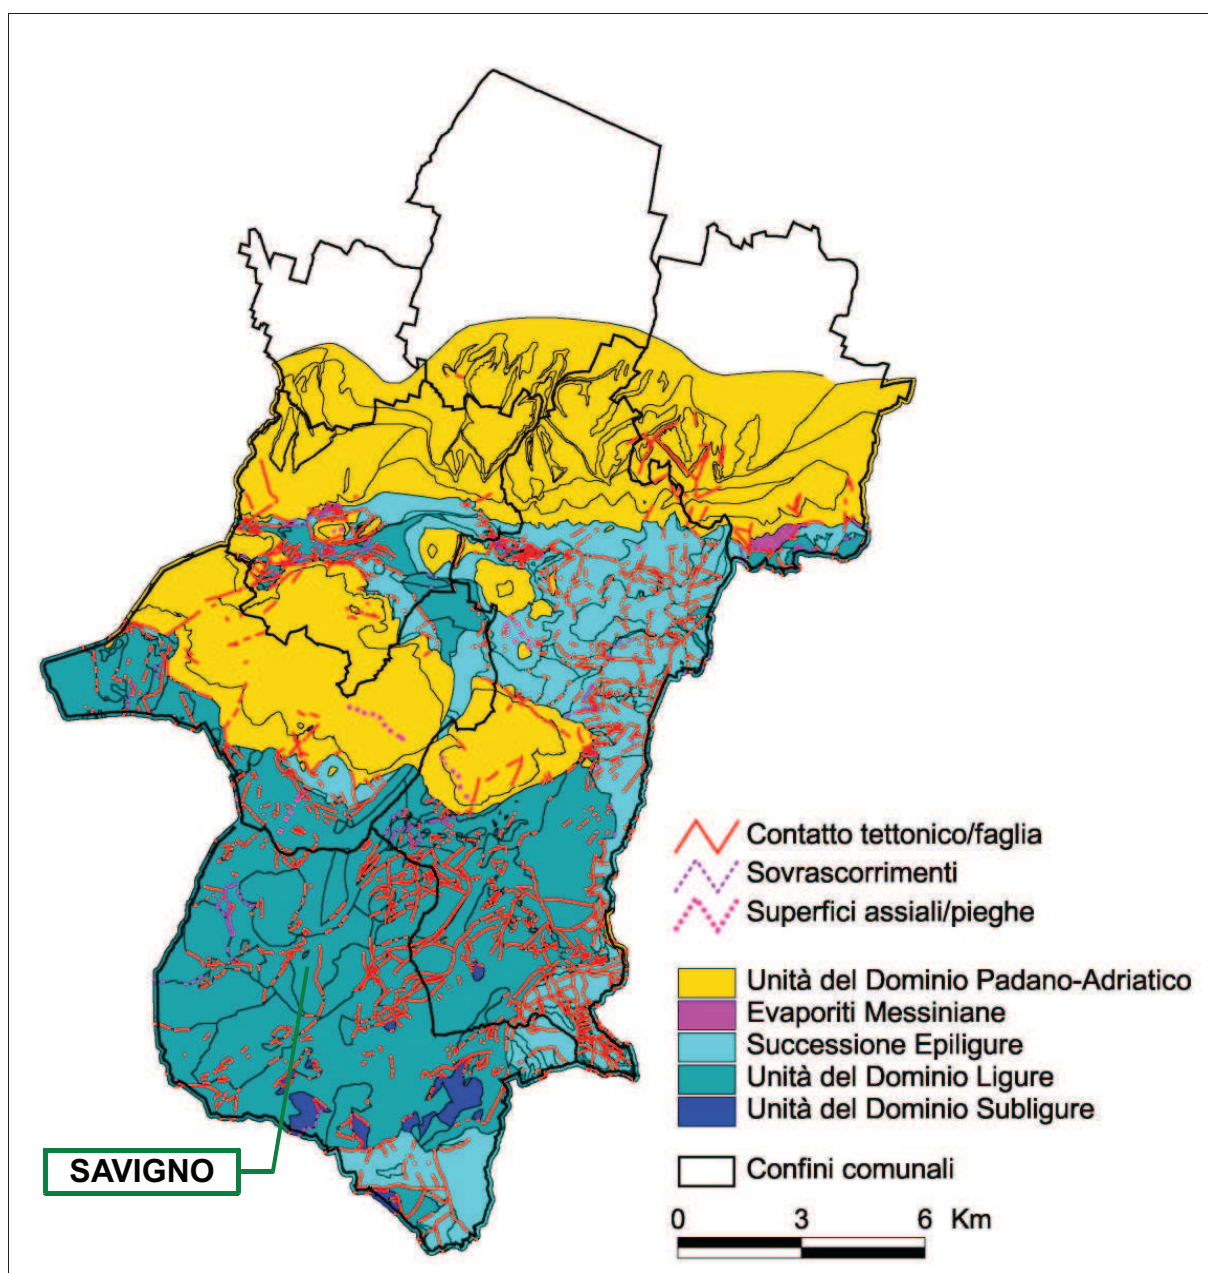 Contatto tettonico/faglia
Sovrascorrimenti
Superfici assiali/pieghe
Unità del Dominio Padano-Adriatico
Evaporiti Messiniane
Successione Epiligure
Unità del Dominio Ligure
Unità del Dominio Subligure
SAVIGNO
Confini comunali
0 3 6 Km